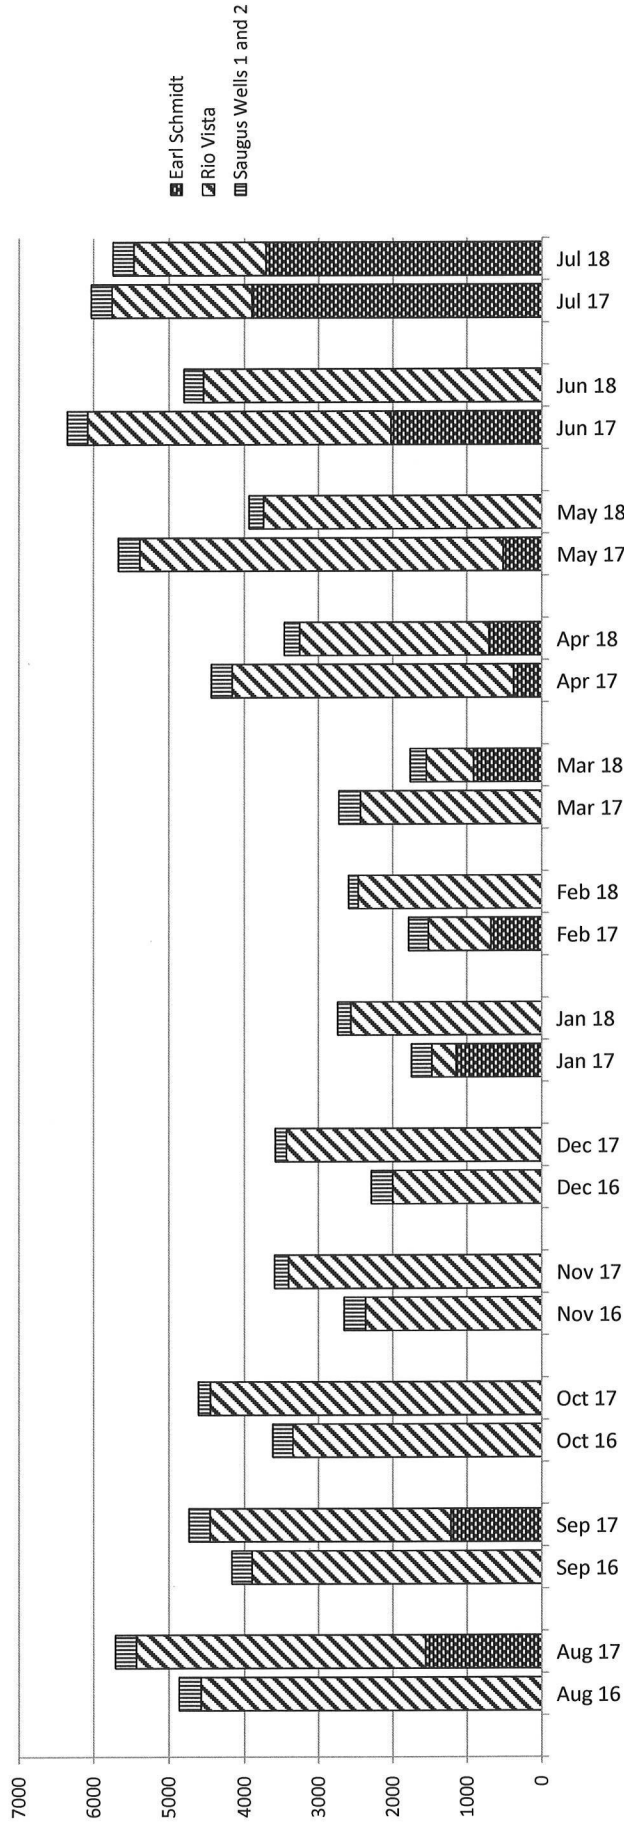 7000
6000
5000
4000
3000
2000
1000
0
Aug 16
Aug 17
Sep 16
Sep 17
Oct 16
Oct 17
Nov 16
Nov 17
Dec 16
Dec 17
Jan 17
Jan 18
Feb 17
Feb 18
Mar 17
Mar 18
Apr 17
Apr 18
May 17
May 18
Jun 17
Jun 18
Jul 17
Jul 18
Earl Schmidt
Rio Vista
Saugus Wells 1 and 2